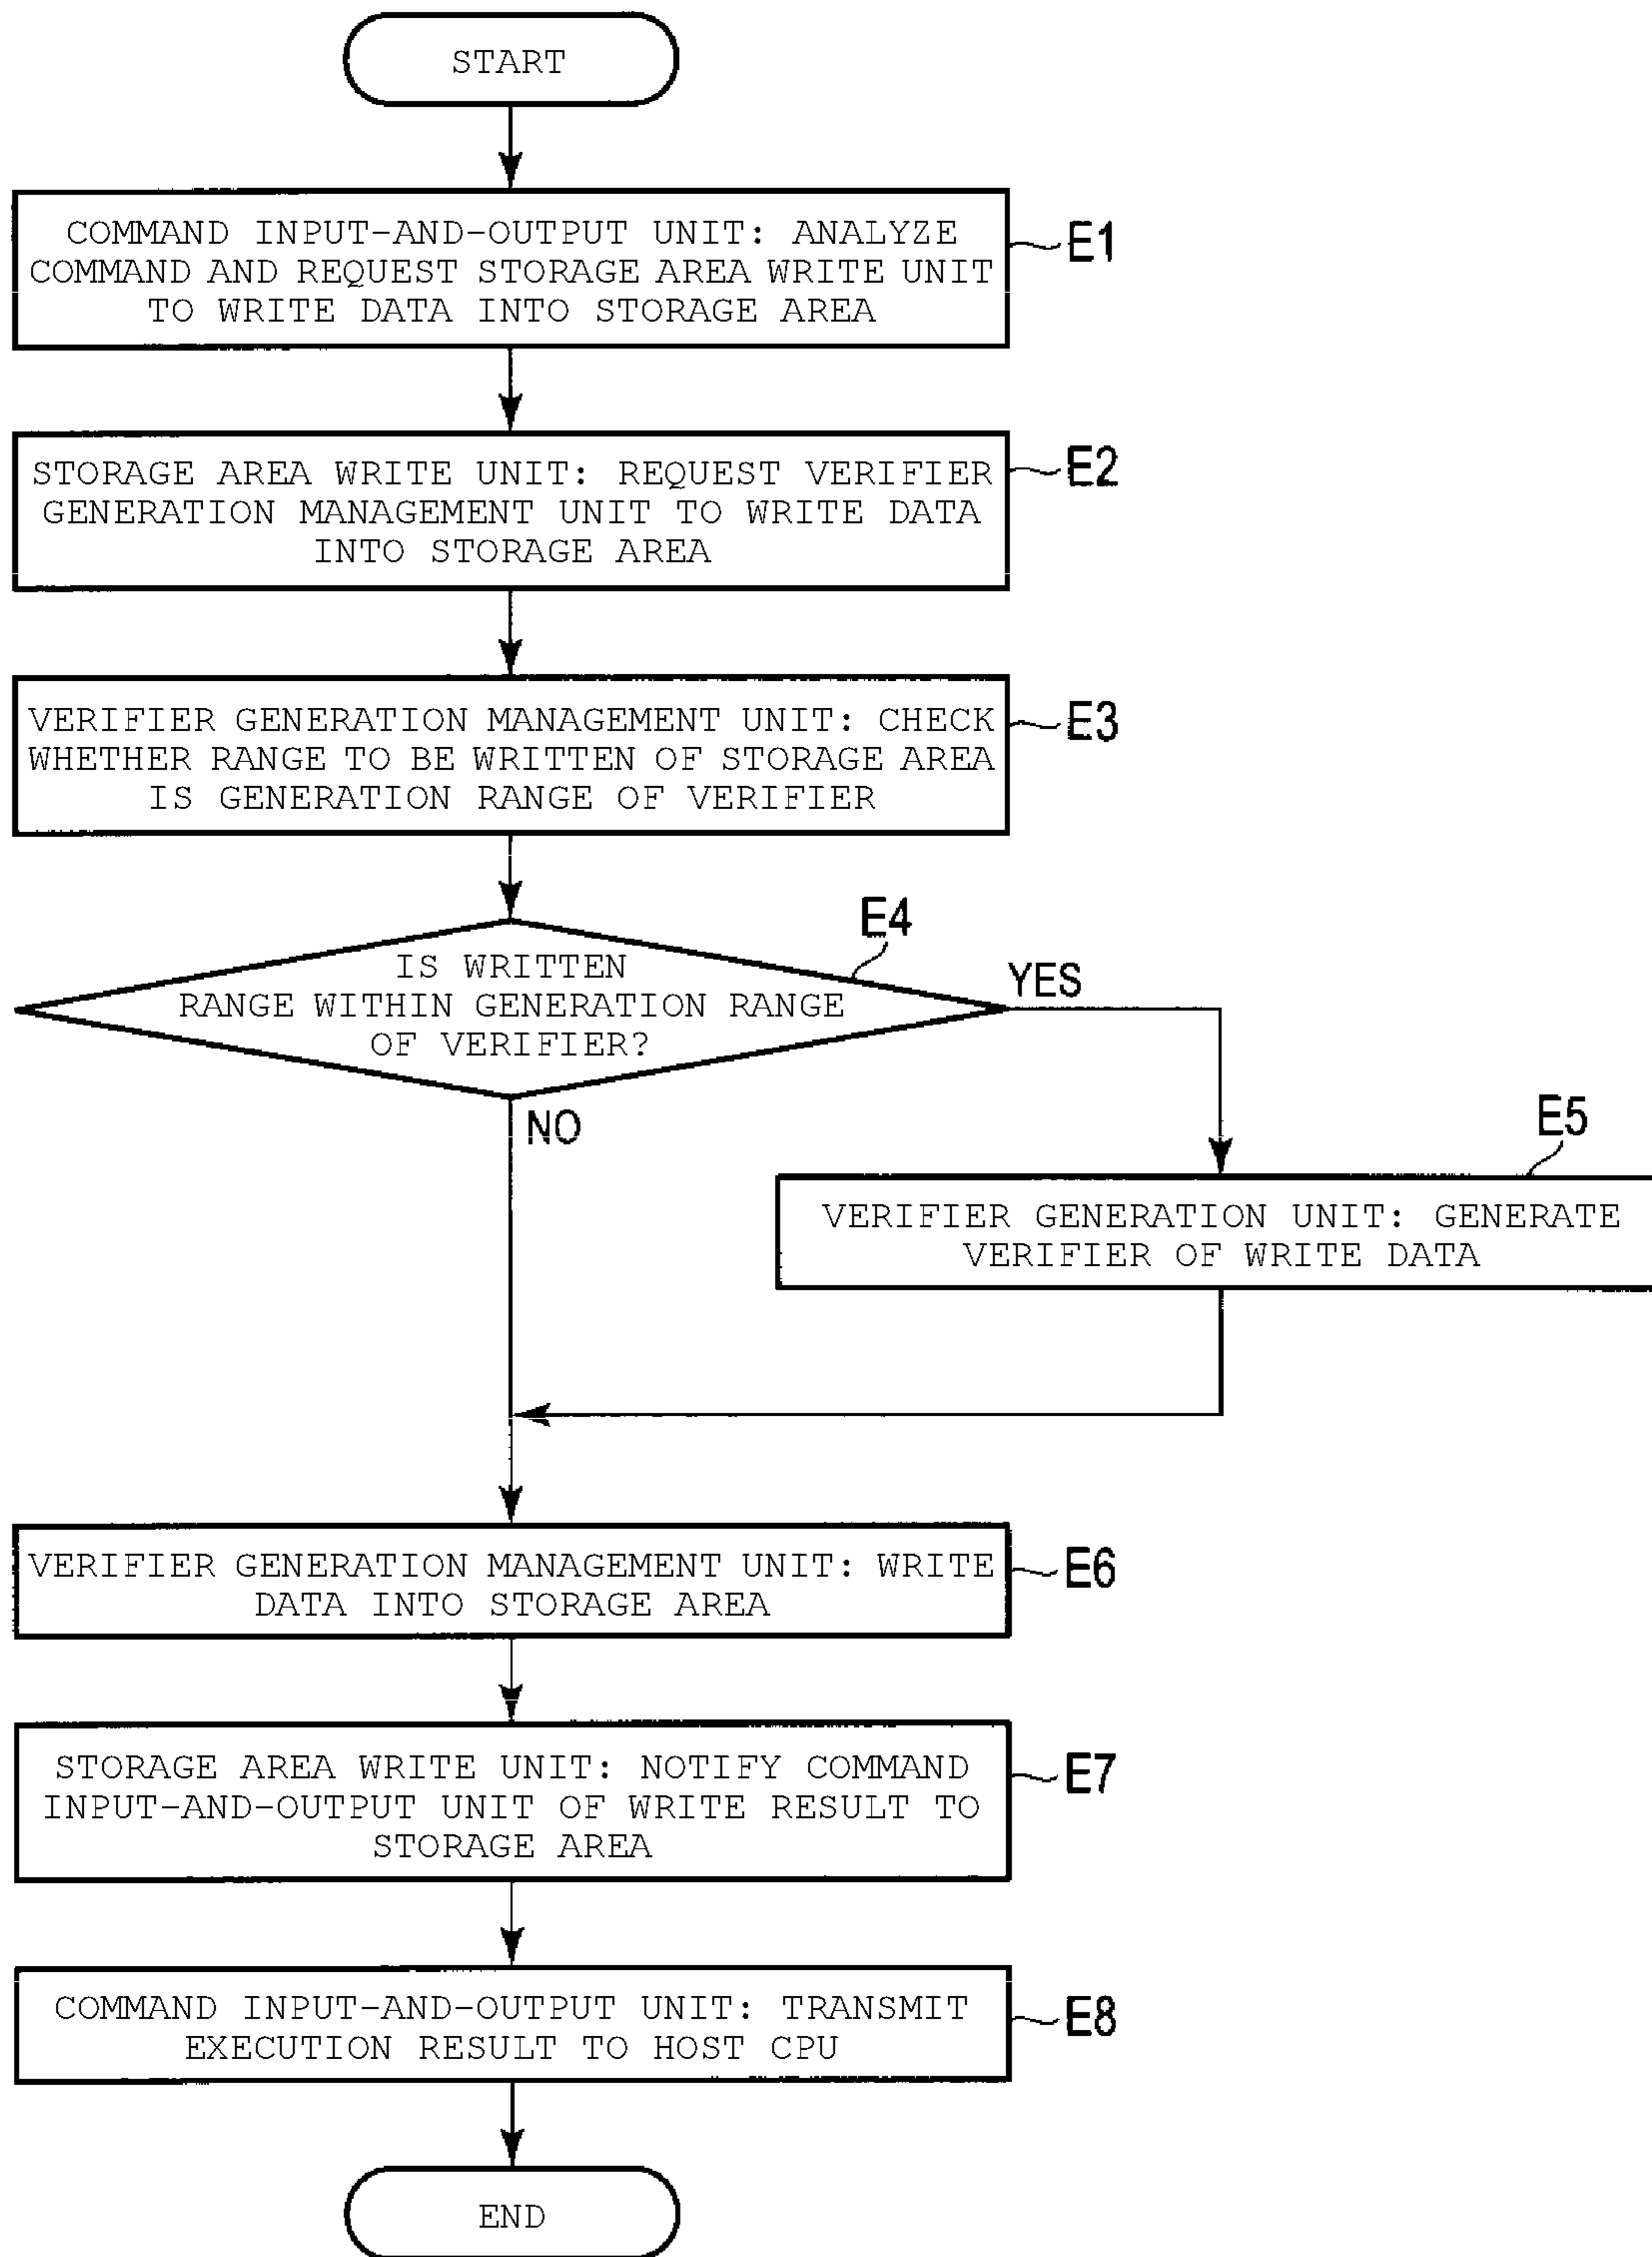 START
COMMAND INPUT-AND-OUTPUT UNIT: ANALYZE
COMMAND AND REQUEST STORAGE AREA WRITE UNIT
TO WRITE DATA INTO STORAGE AREA
E1
STORAGE AREA WRITE UNIT: REQUEST VERIFIER
GENERATION MANAGEMENT UNIT TO WRITE DATA
INTO STORAGE AREA
E2
VERIFIER GENERATION MANAGEMENT UNIT: CHECK
WHETHER RANGE TO BE WRITTEN OF STORAGE AREA
IS GENERATION RANGE OF VERIFIER
E3
E4
IS WRITTEN
RANGE WITHIN GENERATION RANGE
OF VERIFIER?
YES
NO
E5
VERIFIER GENERATION UNIT: GENERATE
VERIFIER OF WRITE DATA
VERIFIER GENERATION MANAGEMENT UNIT: WRITE
DATA INTO STORAGE AREA
E6
STORAGE AREA WRITE UNIT: NOTIFY COMMAND
INPUT-AND-OUTPUT UNIT OF WRITE RESULT TO
STORAGE AREA
E7
COMMAND INPUT-AND-OUTPUT UNIT: TRANSMIT
EXECUTION RESULT TO HOST CPU
E8
END